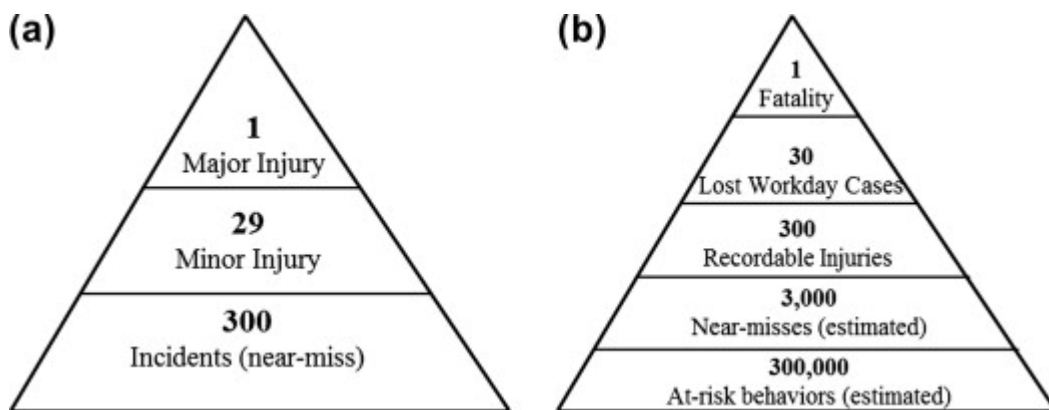 (a)
1
Major Injury
29
Minor Injury
300
Incidents (near-miss)
(b)
1
Fatality
30
Lost Workday Cases
300
Recordable Injuries
3,000
Near-misses (estimated)
300,000
At-risk behaviors (estimated)